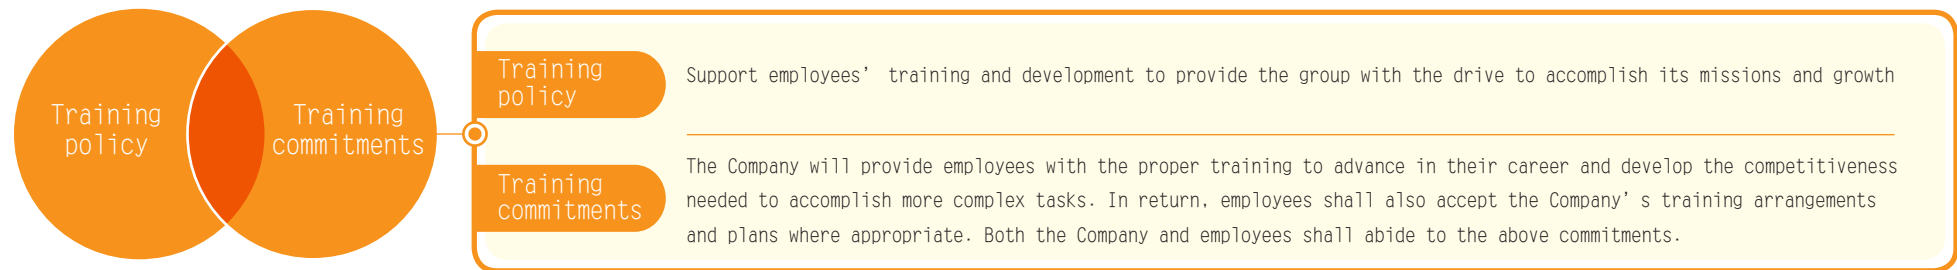 Training
policy
Training
commitments
Training
policy
Support employees’ training and development to provide the group with the drive to accomplish its missions and growth
Training
commitments
The Company will provide employees with the proper training to advance in their career and develop the competitiveness
needed to accomplish more complex tasks. In return, employees shall also accept the Company’s training arrangements
and plans where appropriate. Both the Company and employees shall abide to the above commitments.